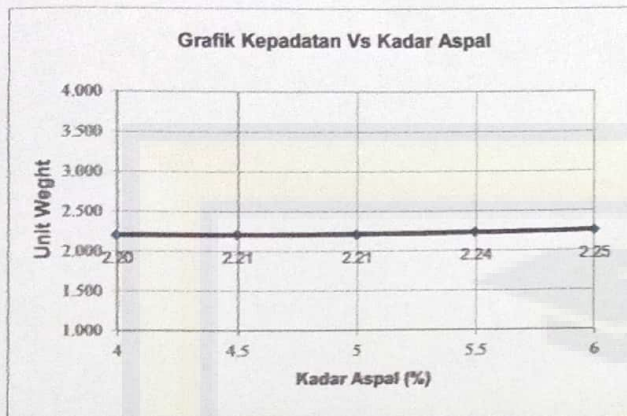 Grafik Kepadatan Vs Kadar Aspal
Unit Weght
4.000
3.500
3.000
2.500
2.000
1.500
1.000
2.20 2.21 2.21 2.24 2.25
4 4.5 5 5.5 6
Kadar Aspal (%)